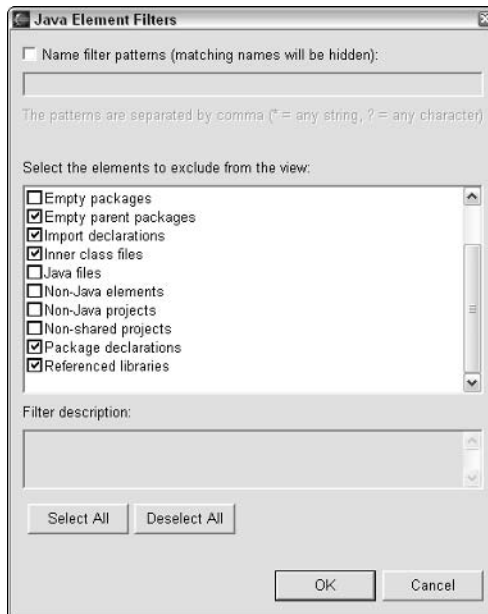 Java Element Filters
Name filter patterns (matching names will be hidden):
The patterns are separated by comma (* = any string, ? = any character)
Select the elements to exclude from the view:
Empty packages
Empty parent packages
Import declarations
Inner class files
Java files
Non-Java elements
Non-Java projects
Non-shared projects
Package declarations
Referenced libraries
Filter description:
Select All Deselect All
OK Cancel